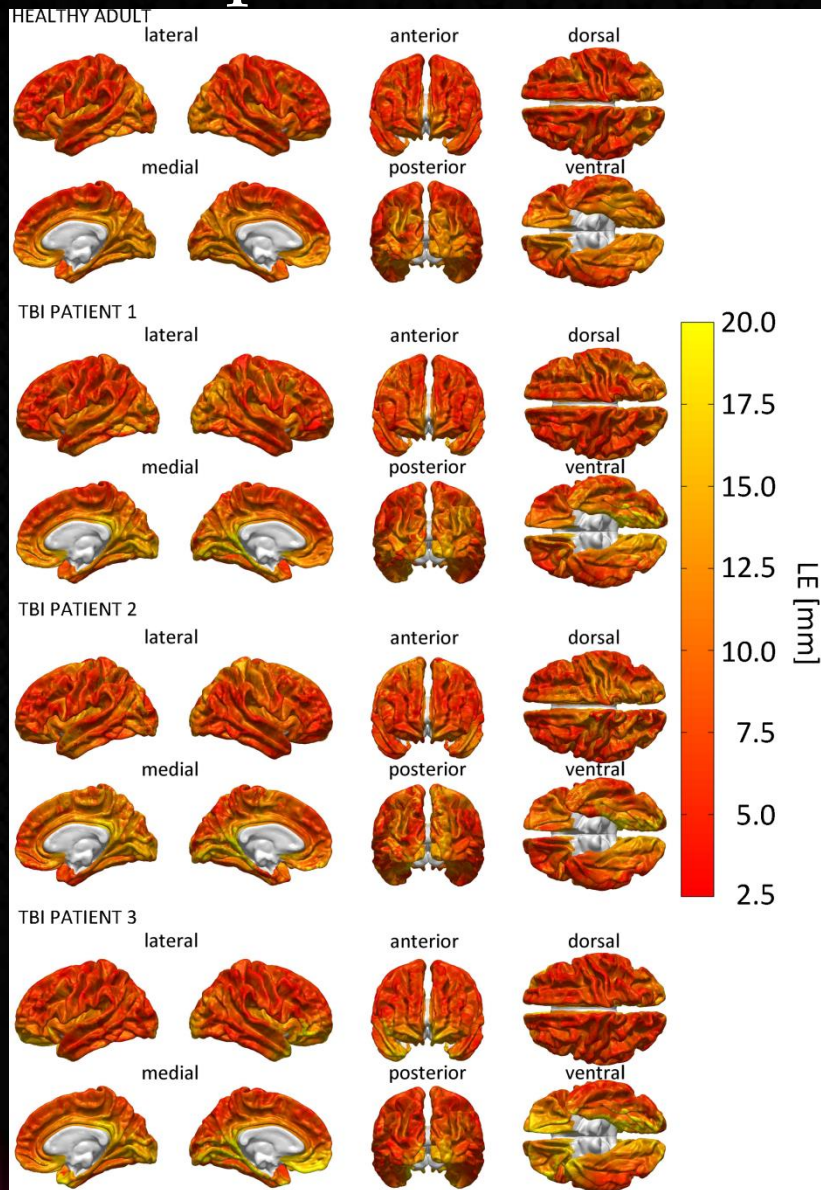 HEALTHY ADULT
lateral anterior dorsal
medial posterior ventral
TBI PATIENT 1
lateral anterior dorsal
medial posterior ventral
TBI PATIENT 2
lateral anterior dorsal
medial posterior ventral
TBI PATIENT 3
lateral anterior dorsal
medial posterior ventral
20.0
17.5
15.0
12.5
10.0
7.5
5.0
2.5
LE [mm]